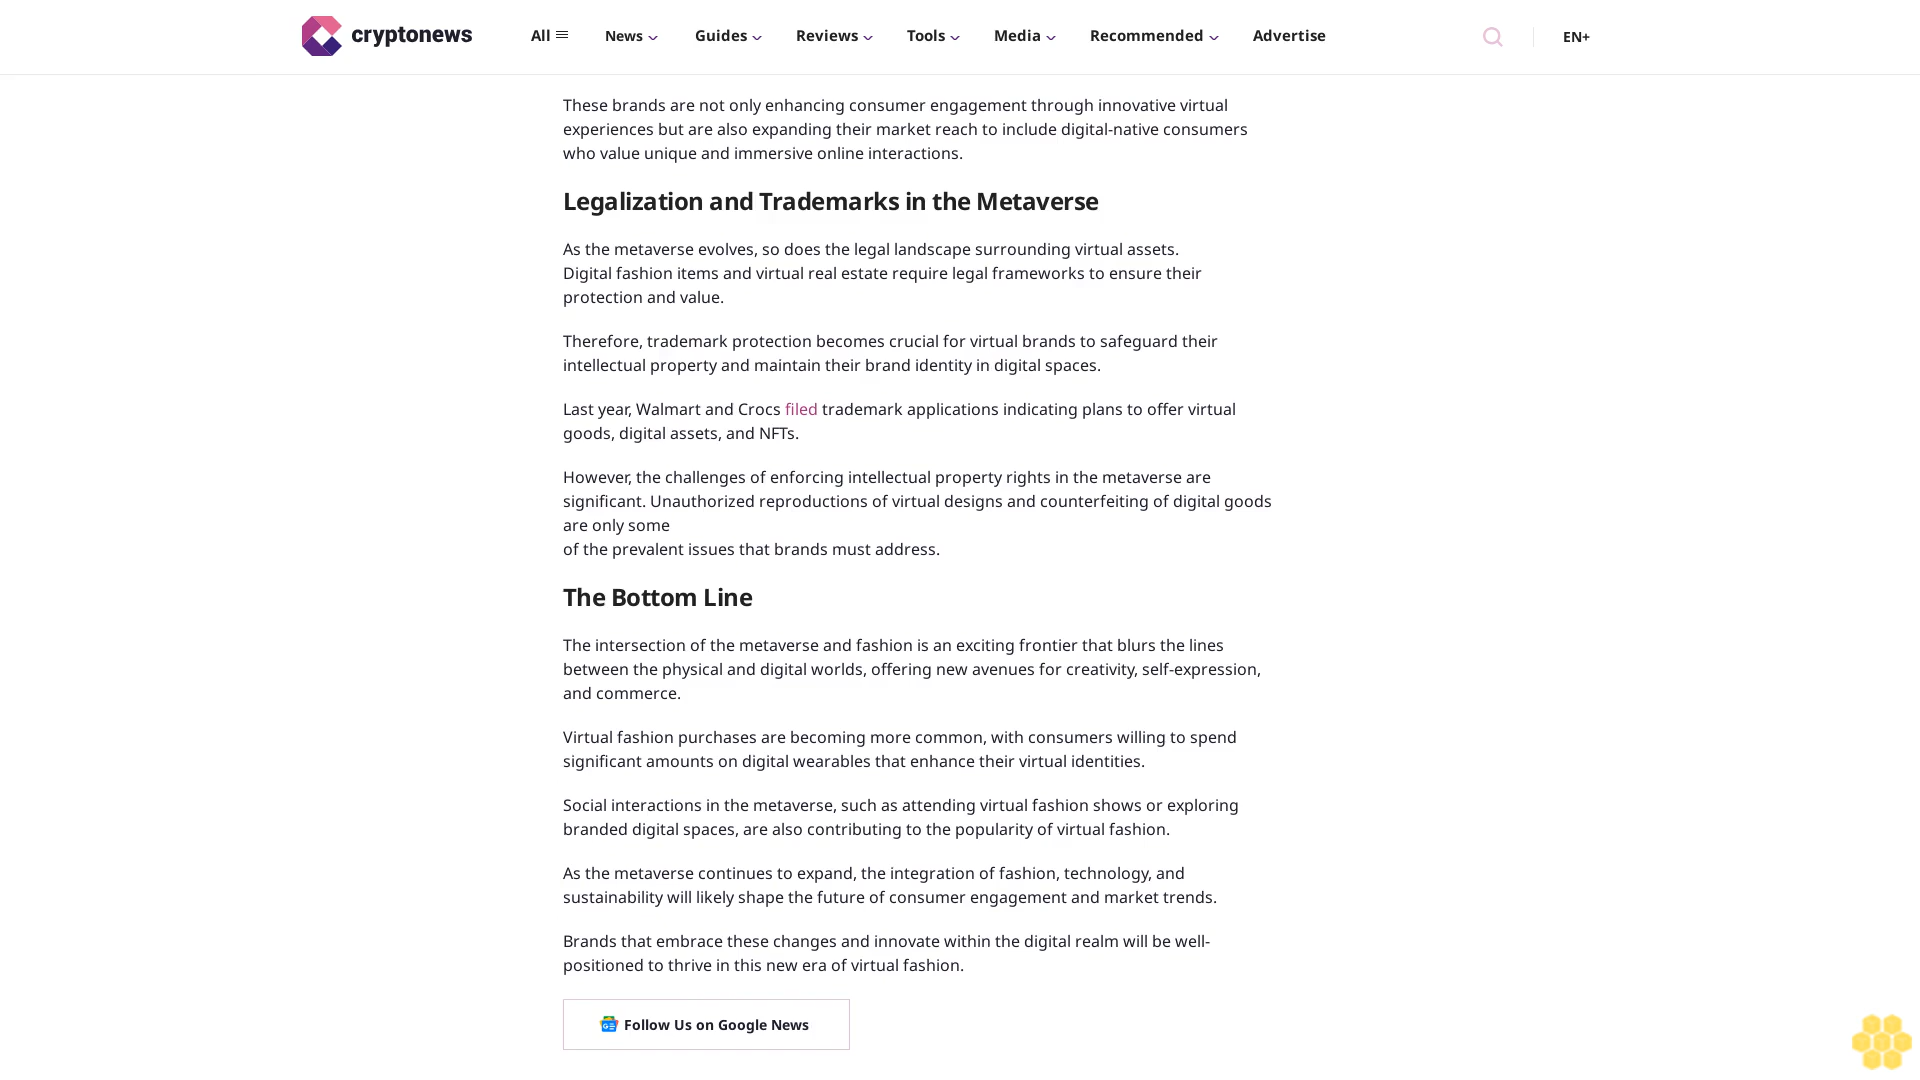 cryptonews
All
News
Guides
Reviews
Tools
Media
Recommended
Advertise
EN+
These brands are not only enhancing consumer engagement through innovative virtual
experiences but are also expanding their market reach to include digital-native consumers
who value unique and immersive online interactions.
Legalization and Trademarks in the Metaverse
As the metaverse evolves, so does the legal landscape surrounding virtual assets.
Digital fashion items and virtual real estate require legal frameworks to ensure their
protection and value.
Therefore, trademark protection becomes crucial for virtual brands to safeguard their
intellectual property and maintain their brand identity in digital spaces.
Last year, Walmart and Crocs filed trademark applications indicating plans to offer virtual
goods, digital assets, and NFTs.
However, the challenges of enforcing intellectual property rights in the metaverse are
significant. Unauthorized reproductions of virtual designs and counterfeiting of digital goods
are only some
of the prevalent issues that brands must address.
The Bottom Line
The intersection of the metaverse and fashion is an exciting frontier that blurs the lines
between the physical and digital worlds, offering new avenues for creativity, self-expression,
and commerce.
Virtual fashion purchases are becoming more common, with consumers willing to spend
significant amounts on digital wearables that enhance their virtual identities.
Social interactions in the metaverse, such as attending virtual fashion shows or exploring
branded digital spaces, are also contributing to the popularity of virtual fashion.
As the metaverse continues to expand, the integration of fashion, technology, and
sustainability will likely shape the future of consumer engagement and market trends.
Brands that embrace these changes and innovate within the digital realm will be well-
positioned to thrive in this new era of virtual fashion.
Follow Us on Google News